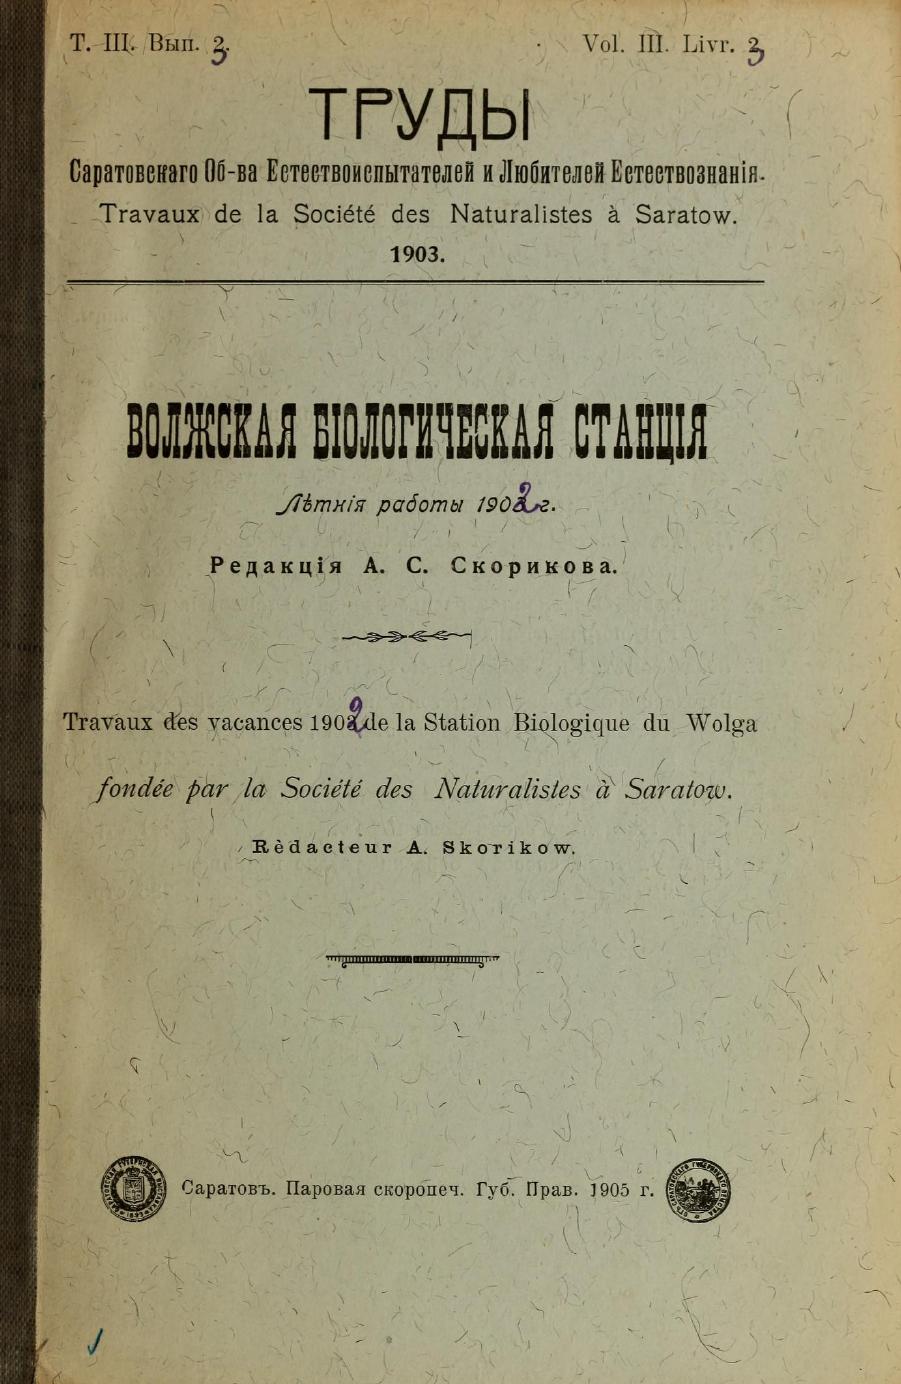 Т. III. Вып. 3.
Vol. III. Livr. 3
ТРУДЫ
Саратовскаго Об-ва Естествоиспытателей и Любителей Естествознанія.
Travaux de la Société des Naturalistes à Saratow.
1903.
ВОЛЖСКАЯ БІОЛОГИЧЕСКАЯ СТАНЦІЯ
Лѣтнія работы 1902 г.
Редакція А. С. Скорикова.
Travaux des vacances 1902 de la Station Biologique du Wolga
fondée par la Société des Naturalistes à Saratow.
Rèdacteur A. Skorikow.
Саратовъ. Паровая скоропеч. Губ. Прав. 1905 г.